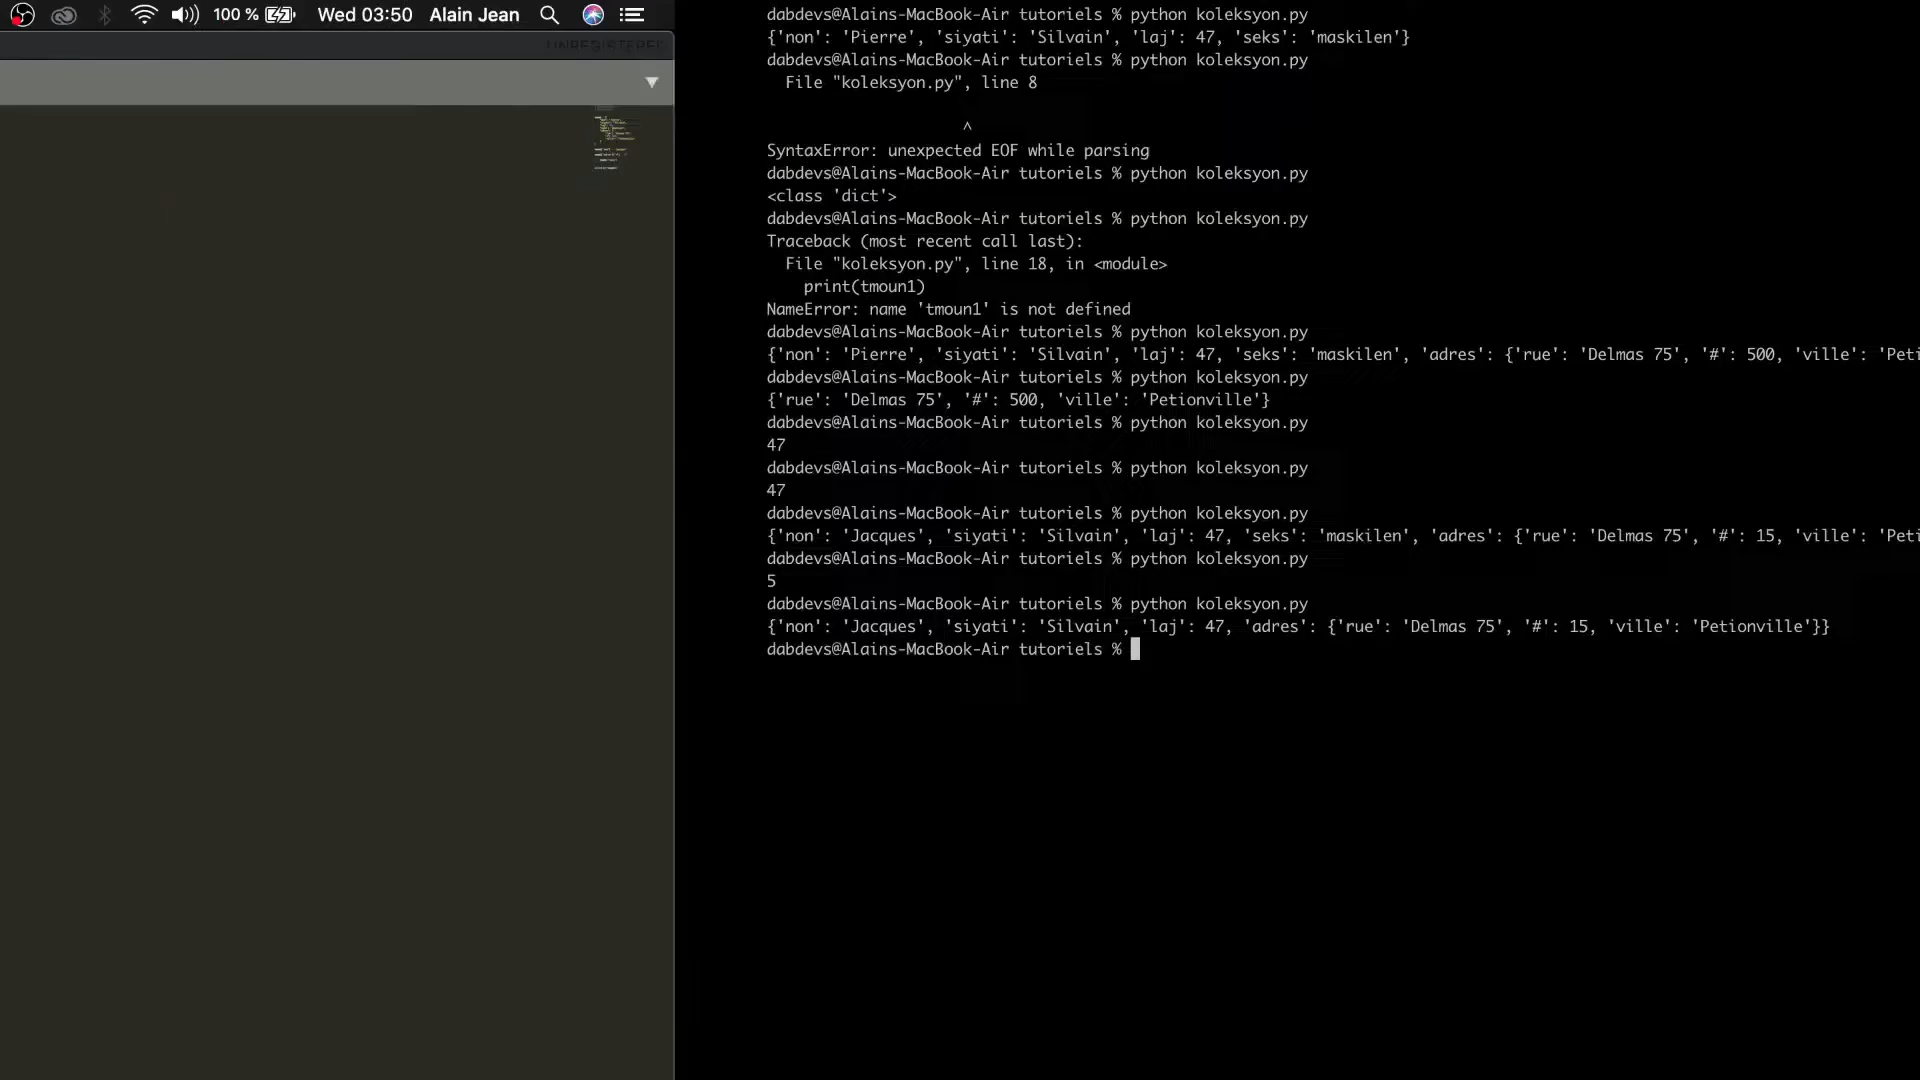 100 % Wed 03:50 Alain Jean
UNREGISTERED
dabdevs@Alains-MacBook-Air tutoriels % python koleksyon.py
{'non': 'Pierre', 'siyati': 'Silvain', 'laj': 47, 'seks': 'maskilen'}
dabdevs@Alains-MacBook-Air tutoriels % python koleksyon.py
  File "koleksyon.py", line 8
^
SyntaxError: unexpected EOF while parsing
dabdevs@Alains-MacBook-Air tutoriels % python koleksyon.py
<class 'dict'>
dabdevs@Alains-MacBook-Air tutoriels % python koleksyon.py
Traceback (most recent call last):
  File "koleksyon.py", line 18, in <module>
    print(tmoun1)
NameError: name 'tmoun1' is not defined
dabdevs@Alains-MacBook-Air tutoriels % python koleksyon.py
{'non': 'Pierre', 'siyati': 'Silvain', 'laj': 47, 'seks': 'maskilen', 'adres': {'rue': 'Delmas 75', '#': 500, 'ville': 'Peti
dabdevs@Alains-MacBook-Air tutoriels % python koleksyon.py
{'rue': 'Delmas 75', '#': 500, 'ville': 'Petionville'}
dabdevs@Alains-MacBook-Air tutoriels % python koleksyon.py
47
dabdevs@Alains-MacBook-Air tutoriels % python koleksyon.py
47
dabdevs@Alains-MacBook-Air tutoriels % python koleksyon.py
{'non': 'Jacques', 'siyati': 'Silvain', 'laj': 47, 'seks': 'maskilen', 'adres': {'rue': 'Delmas 75', '#': 15, 'ville': 'Peti
dabdevs@Alains-MacBook-Air tutoriels % python koleksyon.py
5
dabdevs@Alains-MacBook-Air tutoriels % python koleksyon.py
{'non': 'Jacques', 'siyati': 'Silvain', 'laj': 47, 'adres': {'rue': 'Delmas 75', '#': 15, 'ville': 'Petionville'}}
dabdevs@Alains-MacBook-Air tutoriels %